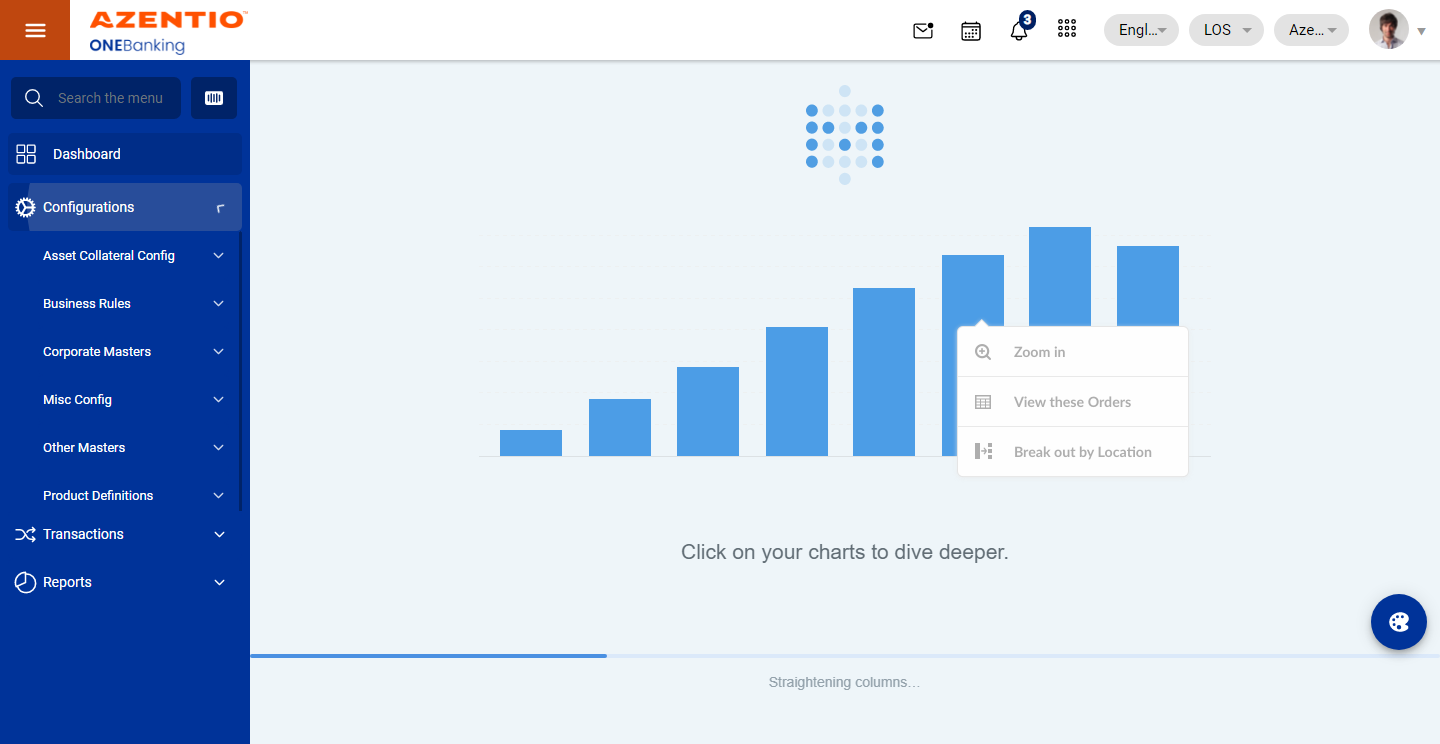 AZENTIO™
ONEBanking
3
Engl...
LOS
Aze...
Search the menu
Dashboard
Configurations
Asset Collateral Config
Business Rules
Corporate Masters
Misc Config
Other Masters
Product Definitions
Transactions
Reports
Zoom in
View these Orders
Break out by Location
Click on your charts to dive deeper.
Straightening columns...